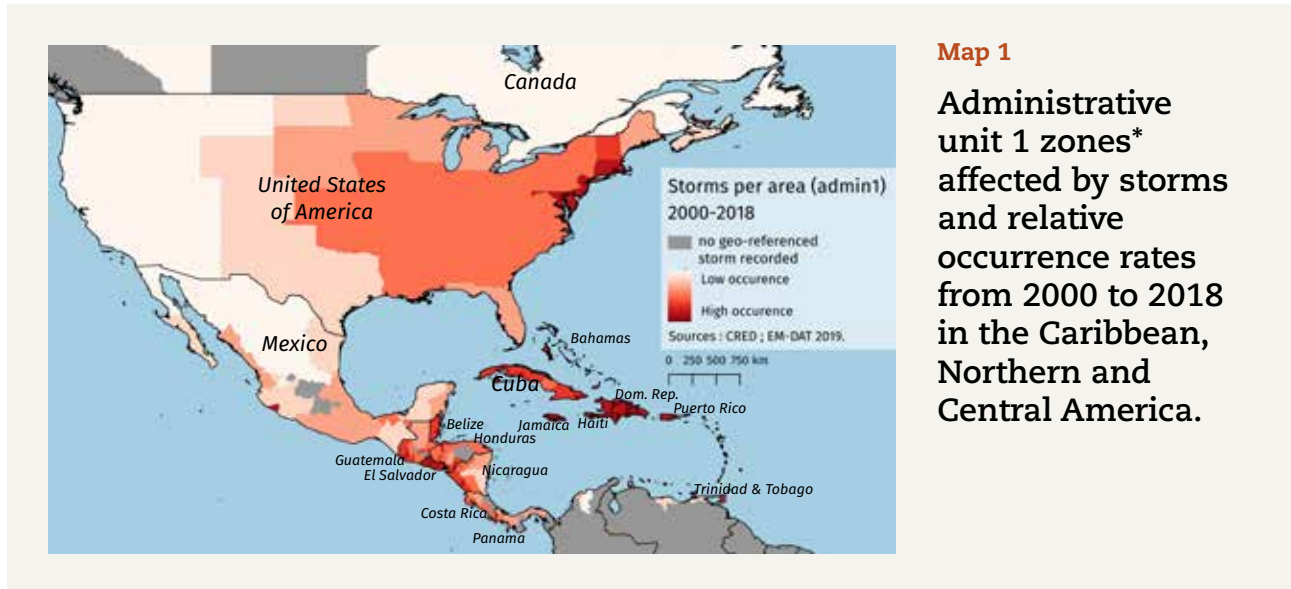 Canada
United States
of America
Mexico
Storms per area (admin1)
2000-2018
no geo-referenced
storm recorded
Low occurence
High occurence
Sources : CRED ; EM-DAT 2019.
0 250 500 750 km
Bahamas
Cuba
Dom. Rep.
Puerto Rico
Belize
Jamaica
Haiti
Honduras
Guatemala
El Salvador
Nicaragua
Trinidad & Tobago
Costa Rica
Panama
Map 1
Administrative
unit 1 zones*
affected by storms
and relative
occurrence rates
from 2000 to 2018
in the Caribbean,
Northern and
Central America.